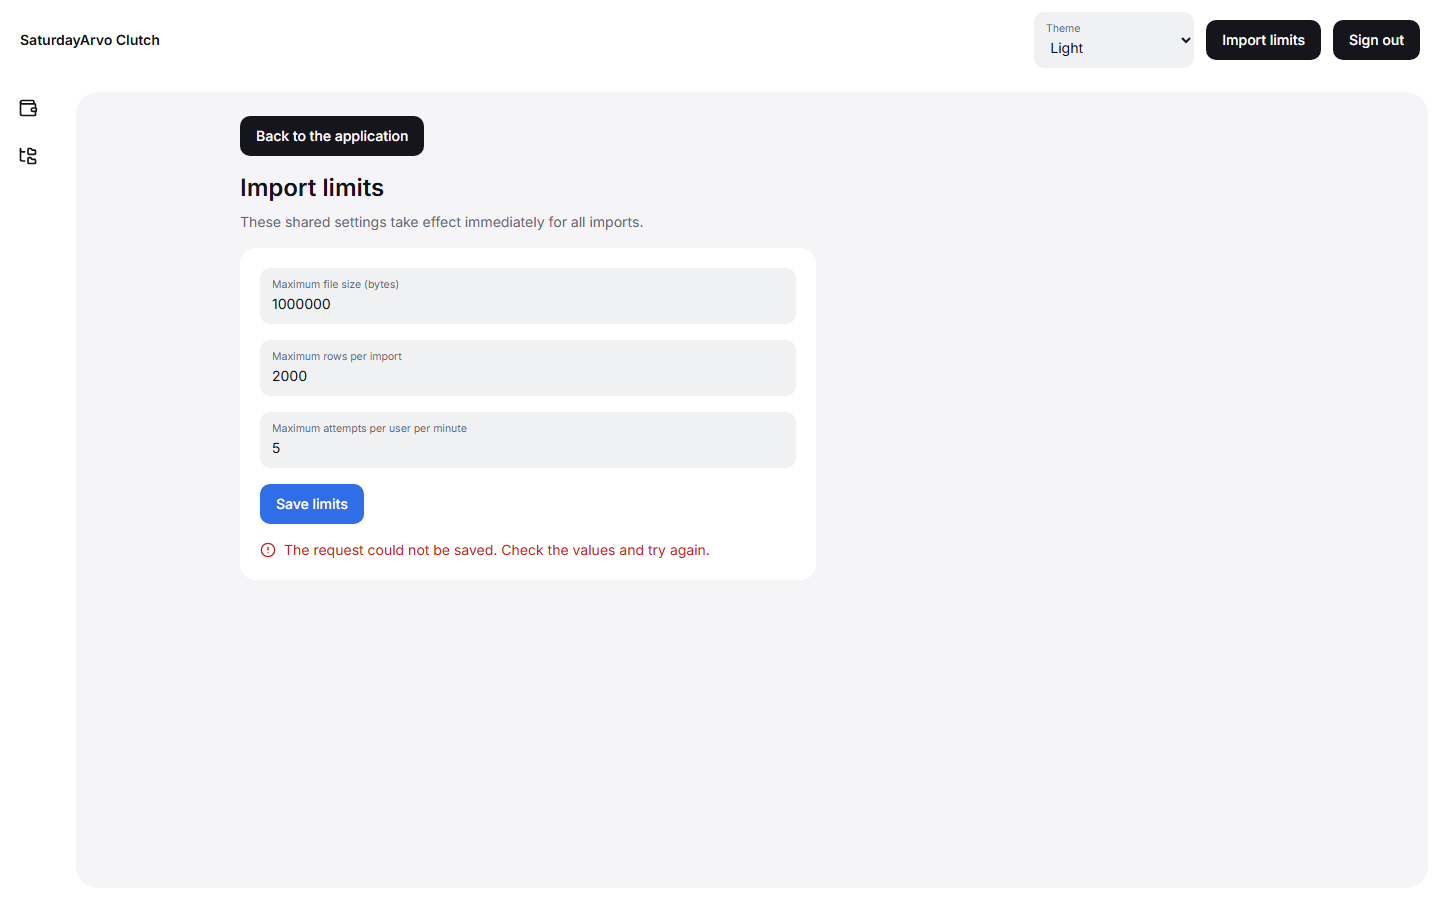 SaturdayArvo Clutch
Theme
Light
Import limits
Sign out
Back to the application
Import limits
These shared settings take effect immediately for all imports.
Maximum file size (bytes)
1000000
Maximum rows per import
2000
Maximum attempts per user per minute
5
Save limits
The request could not be saved. Check the values and try again.